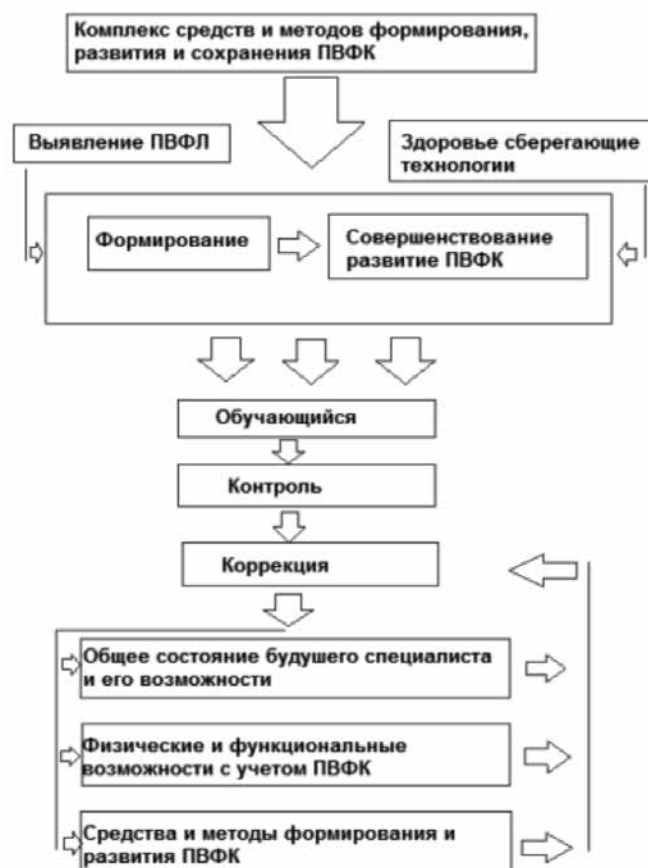 Комплекс средств и методов формирования,
развития и сохранения ПВФК
Выявление ПВФЛ
Здоровье сберегающие
технологии
Формирование
Совершенствование
развитие ПВФК
Обучающийся
Контроль
Коррекция
Общее состояние будушего специалиста
и его возможности
Физические и функциональные
возможности с учетом ПВФК
Средства и методы формирования и
развития ПВФК